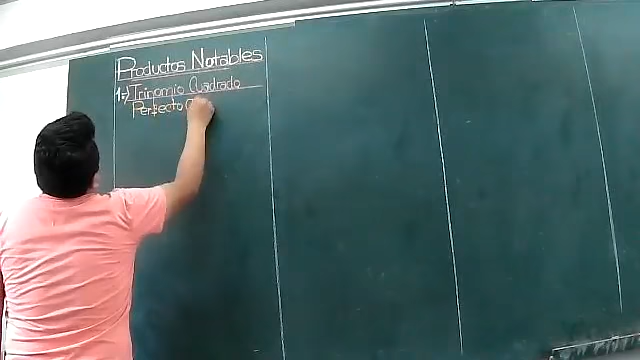 Productos Notables
1=) Trinomio Cuadrado
Perfecto